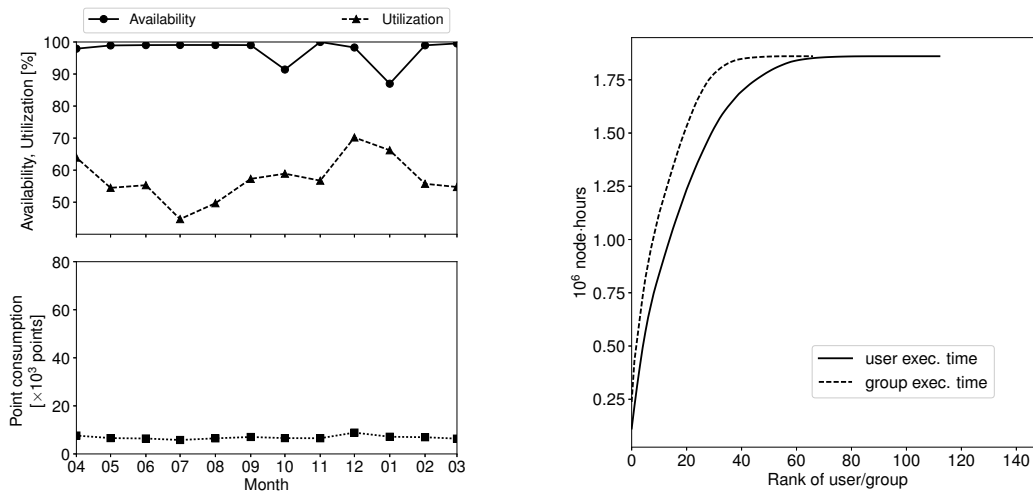 Availability
Utilization
Availability, Utilization [%]
100
90
80
70
60
50
Point consumption
[×10³ points]
80
60
40
20
0
04 05 06 07 08 09 10 11 12 01 02 03
Month
10⁶ node·hours
1.75
1.50
1.25
1.00
0.75
0.50
0.25
user exec. time
group exec. time
0 20 40 60 80 100 120 140
Rank of user/group